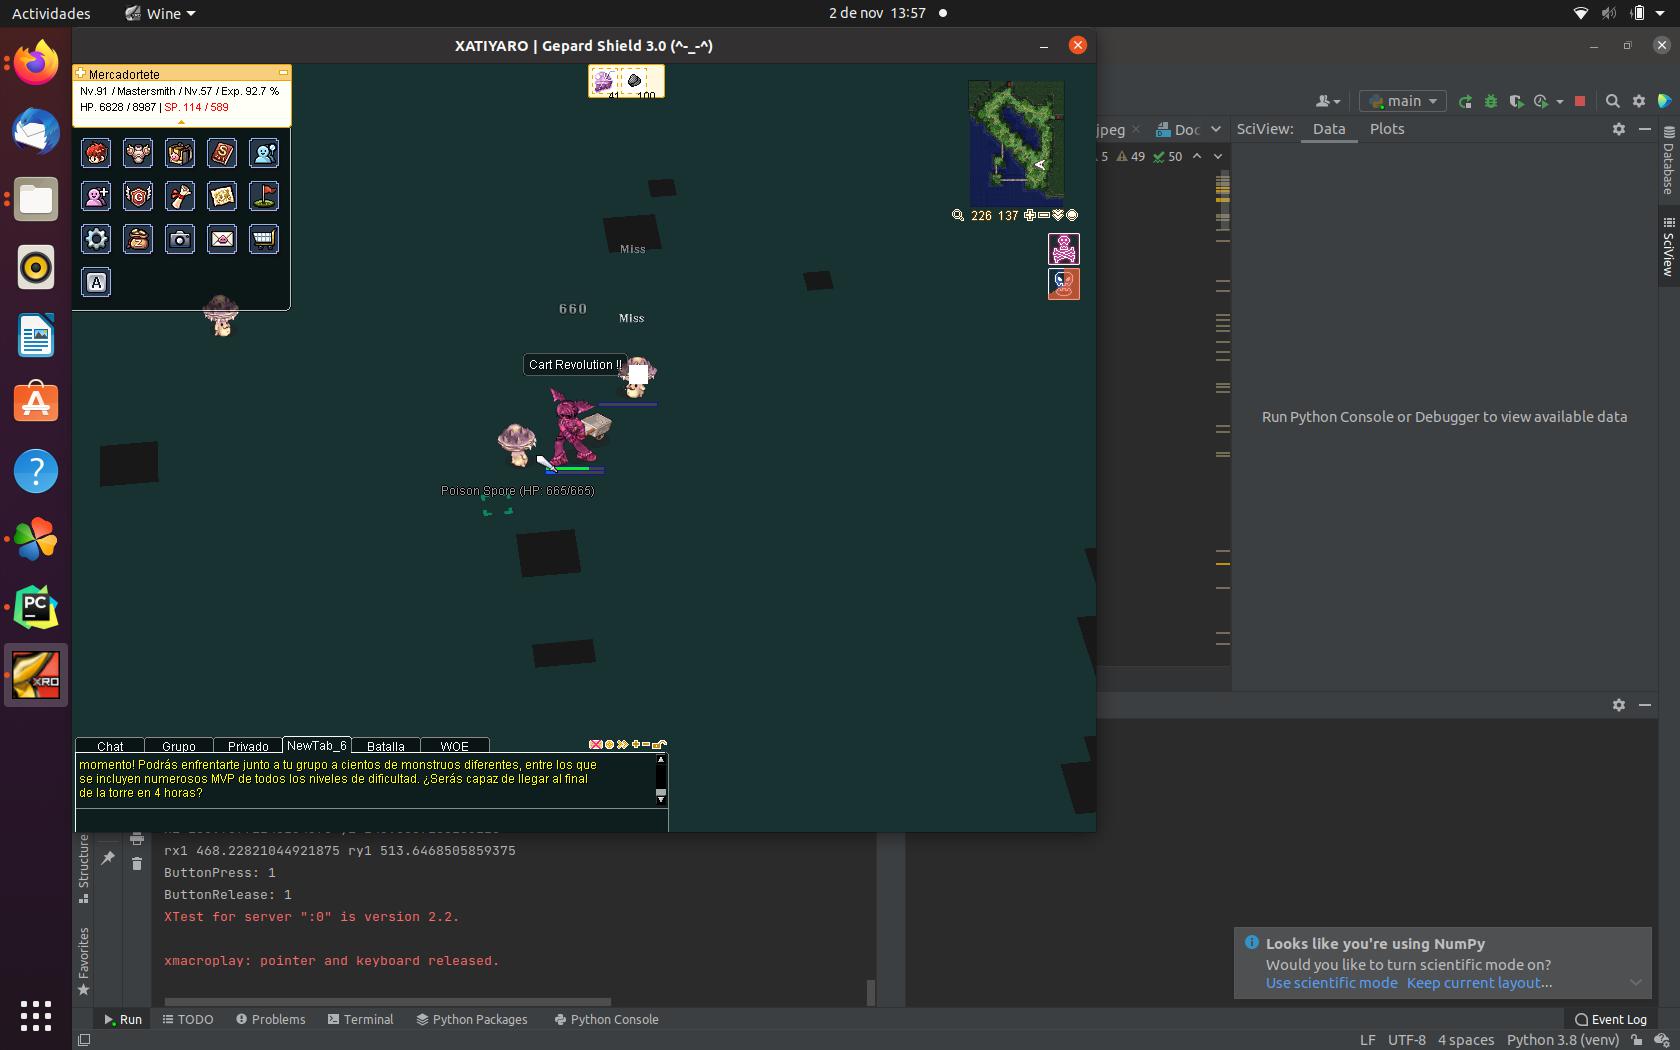 Actividades
Wine
2 de nov 13:57
XATIYARO | Gepard Shield 3.0 (^-_-^)
Mercadortete
Nv.91 / Mastersmith / Nv.57 / Exp. 92.7 %
HP. 6828 / 8987 | SP. 114 / 589
41 100
226 137
Miss
660
Miss
Cart Revolution !!
Poison Spore (HP: 665/665)
A
Chat Grupo Privado NewTab_6 Batalla WOE
momento! Podrás enfrentarte junto a tu grupo a cientos de monstruos diferentes, entre los que
se incluyen numerosos MVP de todos los niveles de dificultad. ¿Serás capaz de llegar al final
de la torre en 4 horas?
main
jpeg Doc
SciView: Data Plots
5 49 50
Database
SciView
Run Python Console or Debugger to view available data
PC
XRO
rx1 468.22821044921875 ry1 513.6468505859375
ButtonPress: 1
ButtonRelease: 1
XTest for server ":0" is version 2.2.
xmacroplay: pointer and keyboard released.
Structure
Favorites
Looks like you're using NumPy
Would you like to turn scientific mode on?
Use scientific mode Keep current layout...
Run TODO Problems Terminal Python Packages Python Console
Event Log
LF UTF-8 4 spaces Python 3.8 (venv)